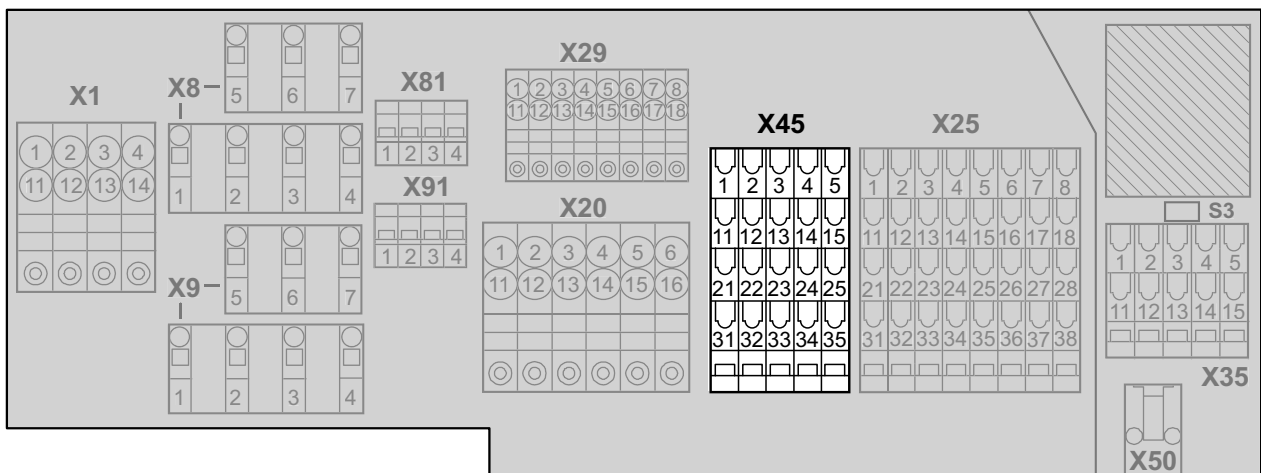 X1
1 2 3 4
11 12 13 14
X8
5 6 7
1 2 3 4
X9
5 6 7
1 2 3 4
X81
1 2 3 4
X91
1 2 3 4
X29
1 2 3 4 5 6 7 8
11 12 13 14 15 16 17 18
X20
1 2 3 4 5 6
11 12 13 14 15 16
X45
1 2 3 4 5
11 12 13 14 15
21 22 23 24 25
31 32 33 34 35
X25
1 2 3 4 5 6 7 8
11 12 13 14 15 16 17 18
21 22 23 24 25 26 27 28
31 32 33 34 35 36 37 38
S3
1 2 3 4 5
11 12 13 14 15
X35
X50